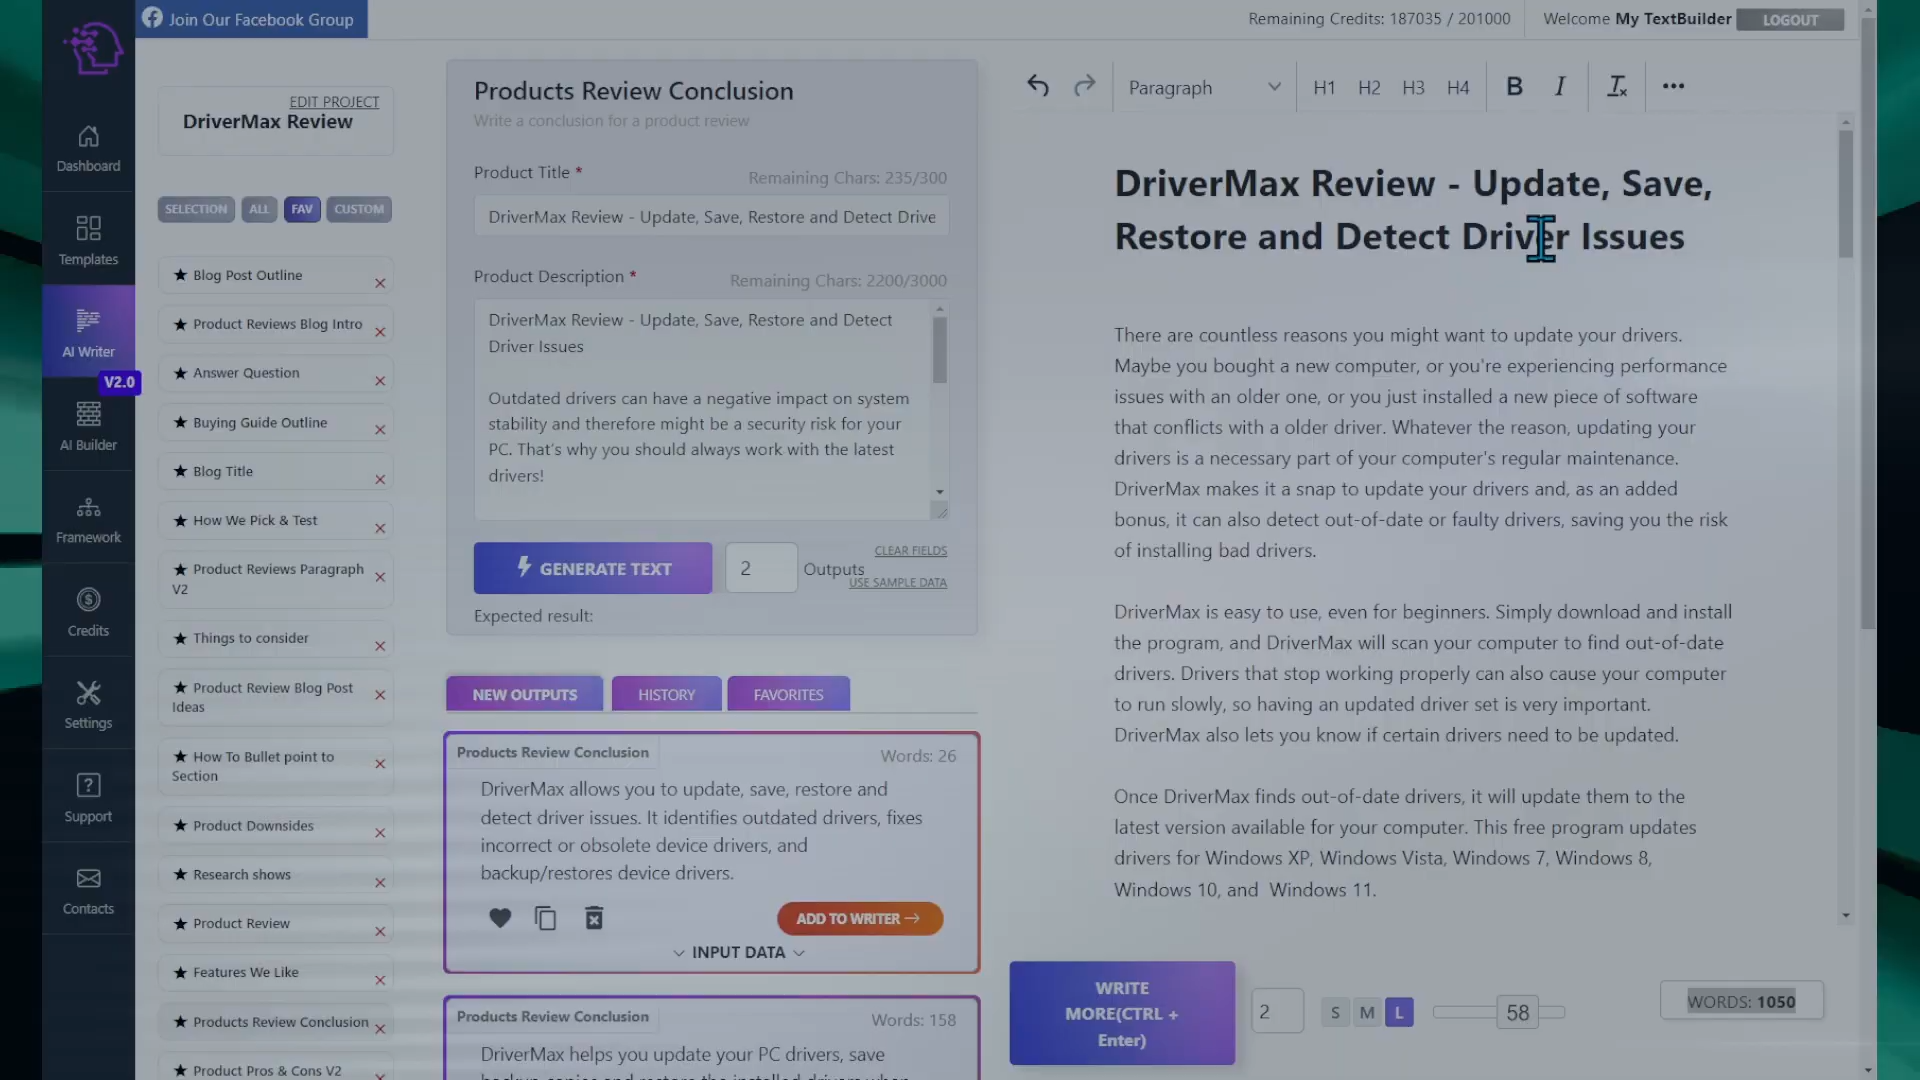 Join Our Facebook Group
Remaining Credits: 187035 / 201000
Welcome My TextBuilder
LOGOUT
Dashboard
Templates
AI Writer
V2.0
AI Builder
Framework
Credits
Settings
Support
Contacts
EDIT PROJECT
DriverMax Review
SELECTION
ALL
FAV
CUSTOM
Blog Post Outline
Product Reviews Blog Intro
Answer Question
Buying Guide Outline
Blog Title
How We Pick & Test
Product Reviews Paragraph
V2
Things to consider
Product Review Blog Post
Ideas
How To Bullet point to
Section
Product Downsides
Research shows
Product Review
Features We Like
Products Review Conclusion
Product Pros & Cons V2
Products Review Conclusion
Write a conclusion for a product review
Product Title *
Remaining Chars: 235/300
DriverMax Review - Update, Save, Restore and Detect Drive
Product Description *
Remaining Chars: 2200/3000
DriverMax Review - Update, Save, Restore and Detect
Driver Issues
Outdated drivers can have a negative impact on system
stability and therefore might be a security risk for your
PC. That's why you should always work with the latest
drivers!
GENERATE TEXT
2
Outputs
CLEAR FIELDS
USE SAMPLE DATA
Expected result:
NEW OUTPUTS
HISTORY
FAVORITES
Products Review Conclusion
Words: 26
DriverMax allows you to update, save, restore and
detect driver issues. It identifies outdated drivers, fixes
incorrect or obsolete device drivers, and
backup/restores device drivers.
ADD TO WRITER
INPUT DATA
Products Review Conclusion
Words: 158
DriverMax helps you update your PC drivers, save
Paragraph
H1
H2
H3
H4
B
I
DriverMax Review - Update, Save,
Restore and Detect Driver Issues
There are countless reasons you might want to update your drivers.
Maybe you bought a new computer, or you're experiencing performance
issues with an older one, or you just installed a new piece of software
that conflicts with a older driver. Whatever the reason, updating your
drivers is a necessary part of your computer's regular maintenance.
DriverMax makes it a snap to update your drivers and, as an added
bonus, it can also detect out-of-date or faulty drivers, saving you the risk
of installing bad drivers.
DriverMax is easy to use, even for beginners. Simply download and install
the program, and DriverMax will scan your computer to find out-of-date
drivers. Drivers that stop working properly can also cause your computer
to run slowly, so having an updated driver set is very important.
DriverMax also lets you know if certain drivers need to be updated.
Once DriverMax finds out-of-date drivers, it will update them to the
latest version available for your computer. This free program updates
drivers for Windows XP, Windows Vista, Windows 7, Windows 8,
Windows 10, and Windows 11.
WRITE
MORE(CTRL +
Enter)
2
S
M
L
58
WORDS: 1050